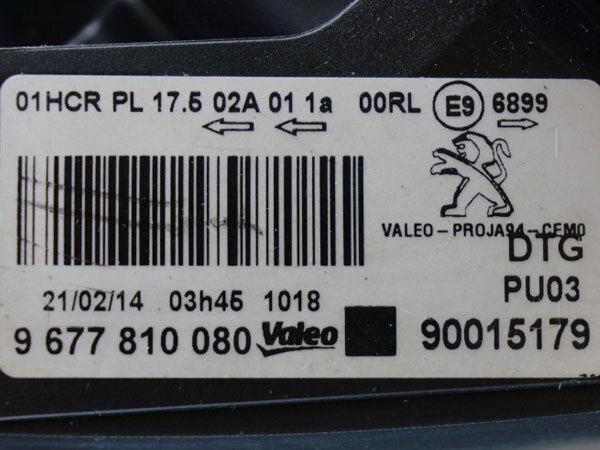 01HCR PL 17.5 02A 01 1a 00RL E9 6899
VALEO-PROJA94-CEMO
DTG
PU03
21/02/14 03h45 1018
9 677 810 080 Valeo 90015179